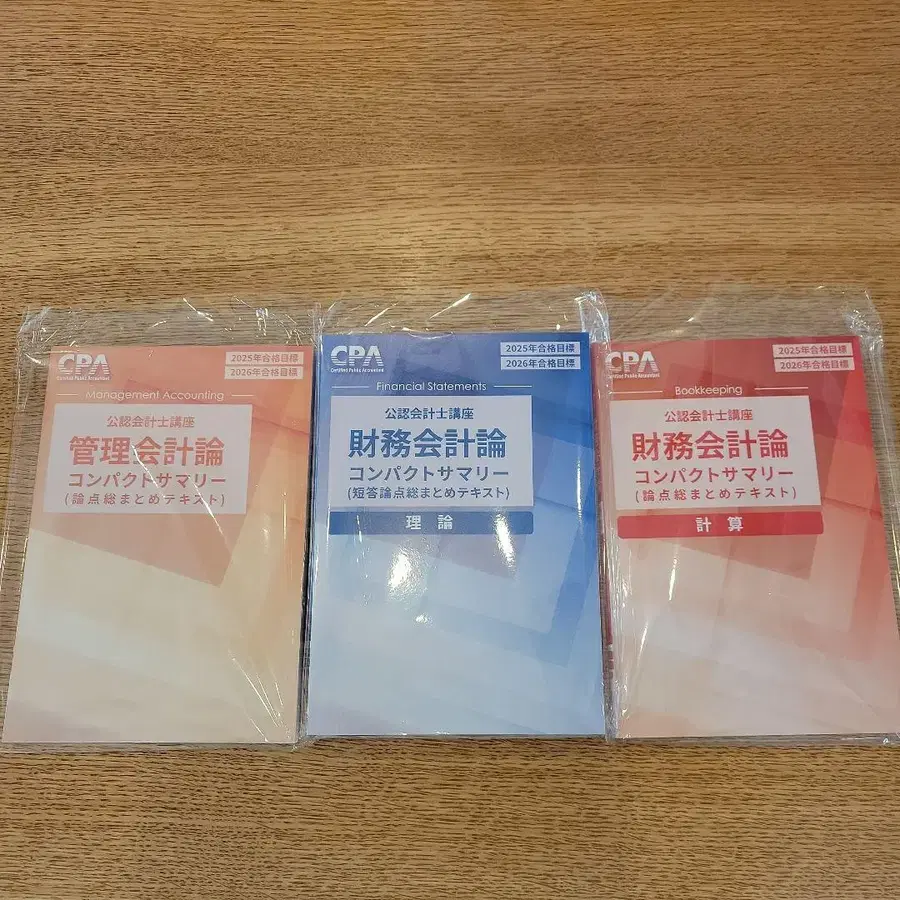 CPA
Certified Public Accountant
2025年合格目標
2026年合格目標
Management Accounting
公認会計士講座
管理会計論
コンパクトサマリー
(論点総まとめテキスト)
CPA
Certified Public Accountant
2025年合格目標
2026年合格目標
Financial Statements
公認会計士講座
財務会計論
コンパクトサマリー
(短答論点総まとめテキスト)
理論
CPA
Certified Public Accountant
2025年合格目標
2026年合格目標
Bookkeeping
公認会計士講座
財務会計論
コンパクトサマリー
(論点総まとめテキスト)
計算